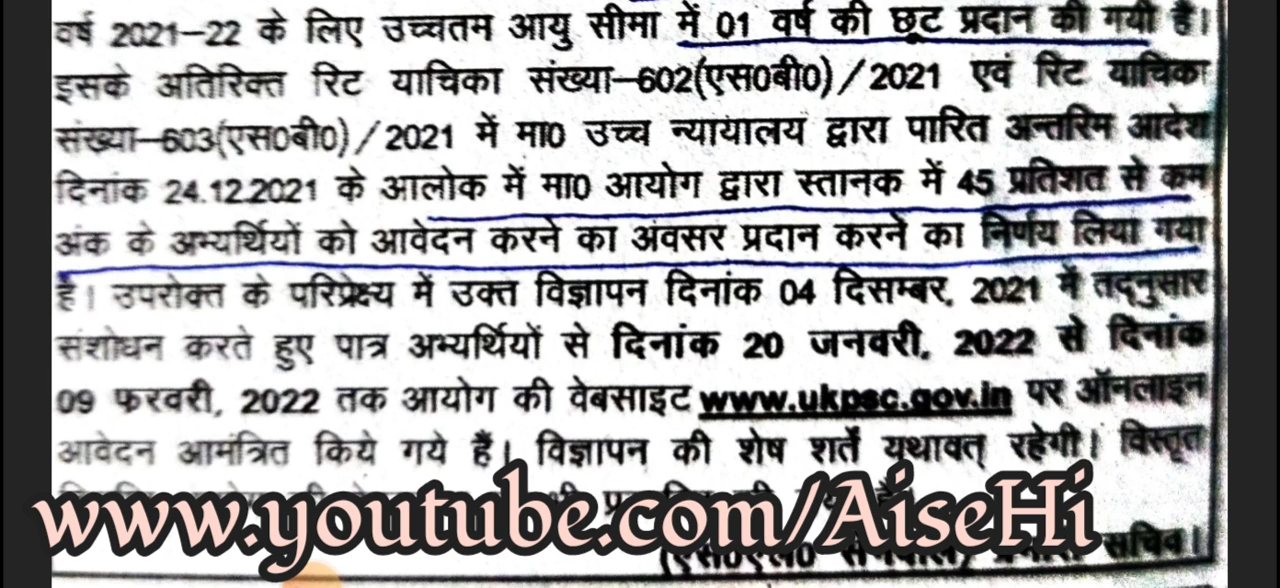 वर्ष 2021–22 के लिए उच्चतम आयु सीमा में 01 वर्ष की छूट प्रदान की गयी है।
इसके अतिरिक्त रिट याचिका संख्या–602(एस0बी0)/2021 एवं रिट याचिका
संख्या–603(एस0बी0)/2021 में मा0 उच्च न्यायालय द्वारा पारित अन्तरिम आदेश
दिनांक 24.12.2021 के आलोक में मा0 आयोग द्वारा स्तानक में 45 प्रतिशत से कम
अंक के अभ्यर्थियों को आवेदन करने का अंवसर प्रदान करने का निर्णय लिया गया
है। उपरोक्त के परिप्रेक्ष्य में उक्त विज्ञापन दिनांक 04 दिसम्बर, 2021 में तद्नुसार
संशोधन करते हुए पात्र अभ्यर्थियों से दिनांक 20 जनवरी, 2022 से दिनांक
09 फरवरी, 2022 तक आयोग की वेबसाइट www.ukpsc.gov.in पर ऑनलाइन
आवेदन आमंत्रित किये गये हैं। विज्ञापन की शेष शर्तें यथावत् रहेगी। विस्तृत
www.youtube.com/AiseHi
सचिव।